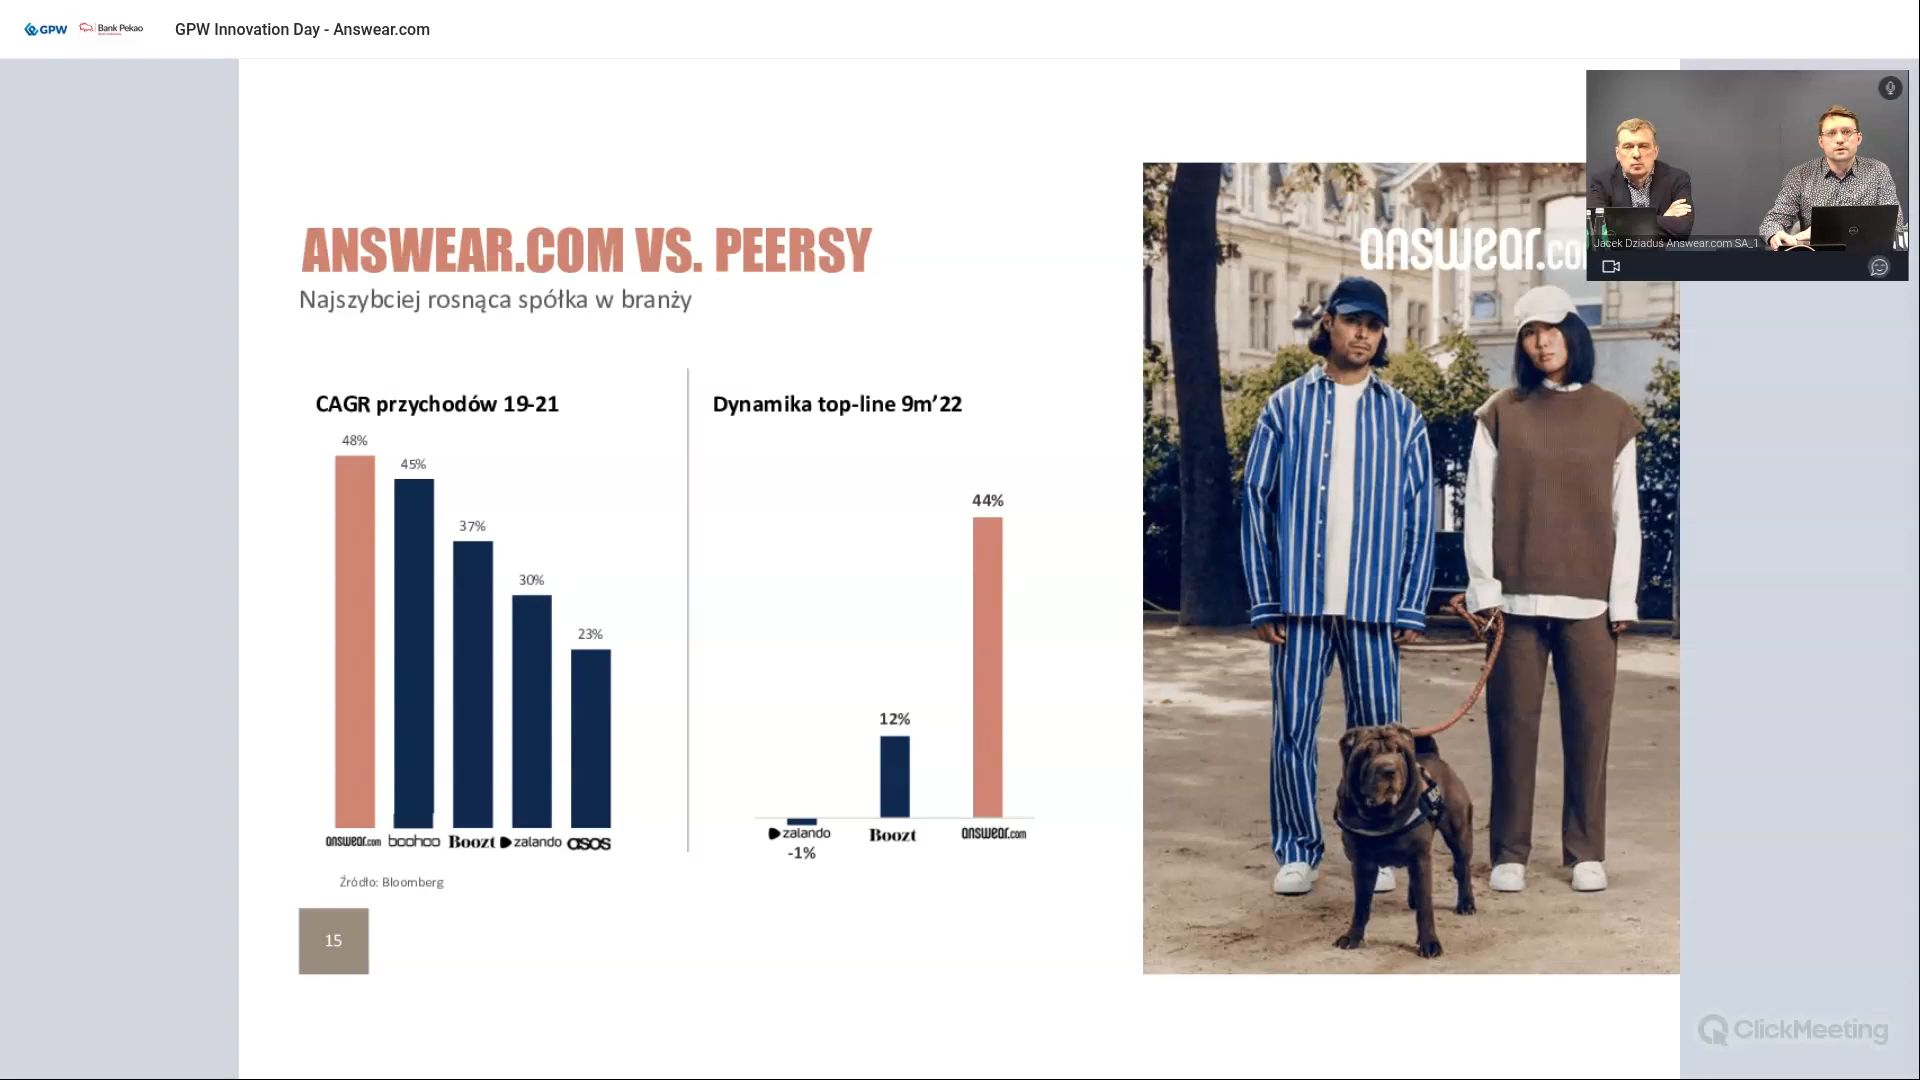 GPW
Bank Pekao
GPW Innovation Day - Answear.com
ANSWEAR.COM VS. PEERSY
Najszybciej rosnąca spółka w branży
CAGR przychodów 19-21
48%
45%
37%
30%
23%
answear.com
boohoo
Boozt
zalando
asos
Źródło: Bloomberg
15
Dynamika top-line 9m’22
44%
12%
zalando
Boozt
answear.com
-1%
answear.co
Jacek Dziaduś Answear.com SA_1
ClickMeeting